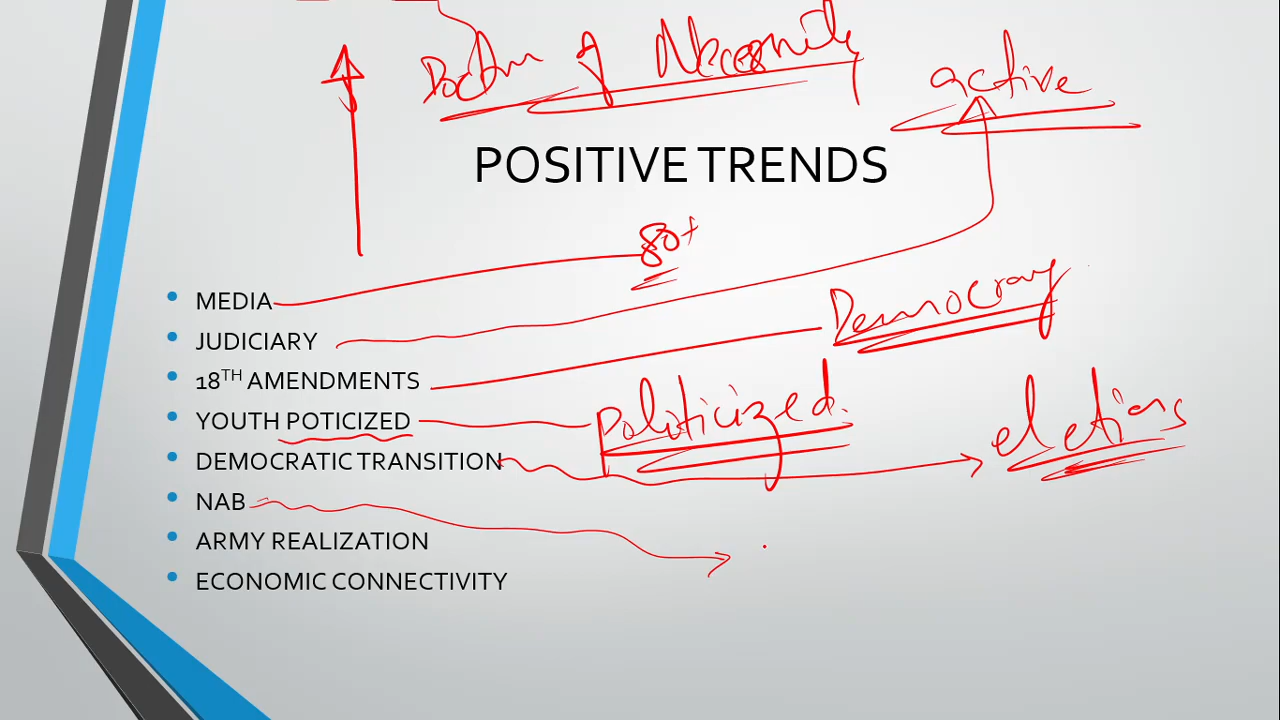 Doctrn of Necessity
active
POSITIVE TRENDS
80+
MEDIA
JUDICIARY
Democracy
18TH AMENDMENTS
YOUTH POTICIZED
politicized.
elections
DEMOCRATIC TRANSITION
NAB
ARMY REALIZATION
ECONOMIC CONNECTIVITY